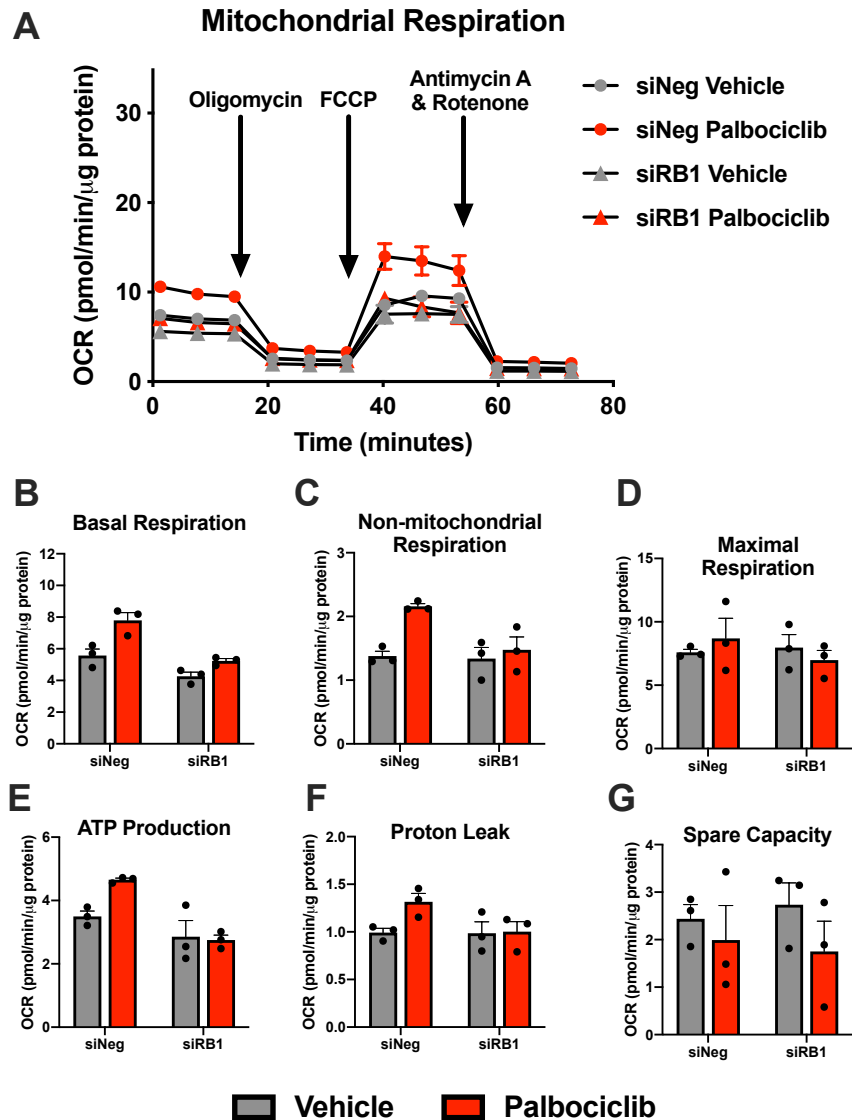 A
Mitochondrial Respiration
OCR (pmol/min/μg protein)
30
20
10
0
0
20
40
60
80
Time (minutes)
Oligomycin
FCCP
Antimycin A
& Rotenone
siNeg Vehicle
siNeg Palbociclib
siRB1 Vehicle
siRB1 Palbociclib
B
Basal Respiration
OCR (pmol/min/μg protein)
12
10
8
6
4
2
0
siNeg
siRB1
C
Non-mitochondrial
Respiration
OCR (pmol/min/μg protein)
3
2
1
0
siNeg
siRB1
D
Maximal
Respiration
OCR (pmol/min/μg protein)
15
10
5
0
siNeg
siRB1
E
ATP Production
OCR (pmol/min/μg protein)
6
4
2
0
siNeg
siRB1
F
Proton Leak
OCR (pmol/min/μg protein)
2.0
1.5
1.0
0.5
0.0
siNeg
siRB1
G
Spare Capacity
OCR (pmol/min/μg protein)
4
3
2
1
0
siNeg
siRB1
Vehicle
Palbociclib